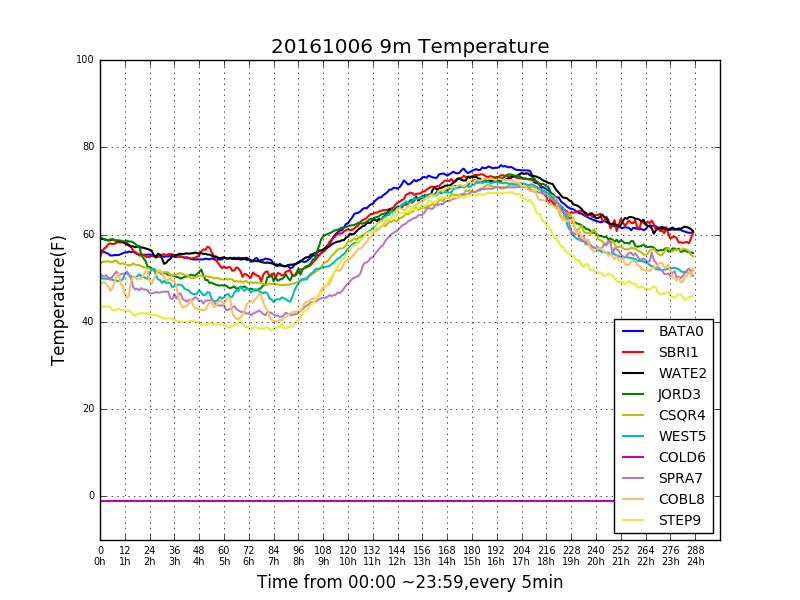 20161006 9m Temperature
100
80
60
40
20
0
Temperature(F)
BATA0
SBRI1
WATE2
JORD3
CSQR4
WEST5
COLD6
SPRA7
COBL8
STEP9
0 12 24 36 48 60 72 84 96 108 120 132 144 156 168 180 192 204 216 228 240 252 264 276 288
0h 1h 2h 3h 4h 5h 6h 7h 8h 9h 10h 11h 12h 13h 14h 15h 16h 17h 18h 19h 20h 21h 22h 23h 24h
Time from 00:00 ~23:59,every 5min